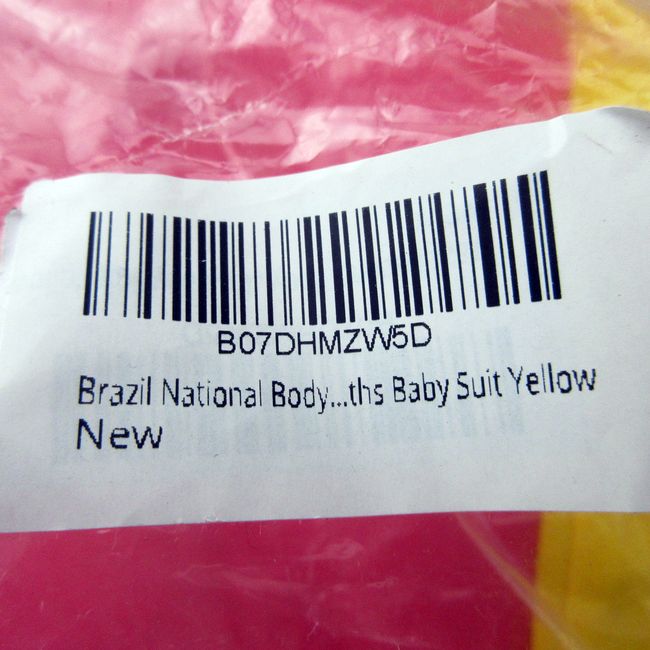 B07DHMZW5D
Brazil National Body...ths Baby Suit Yellow
New